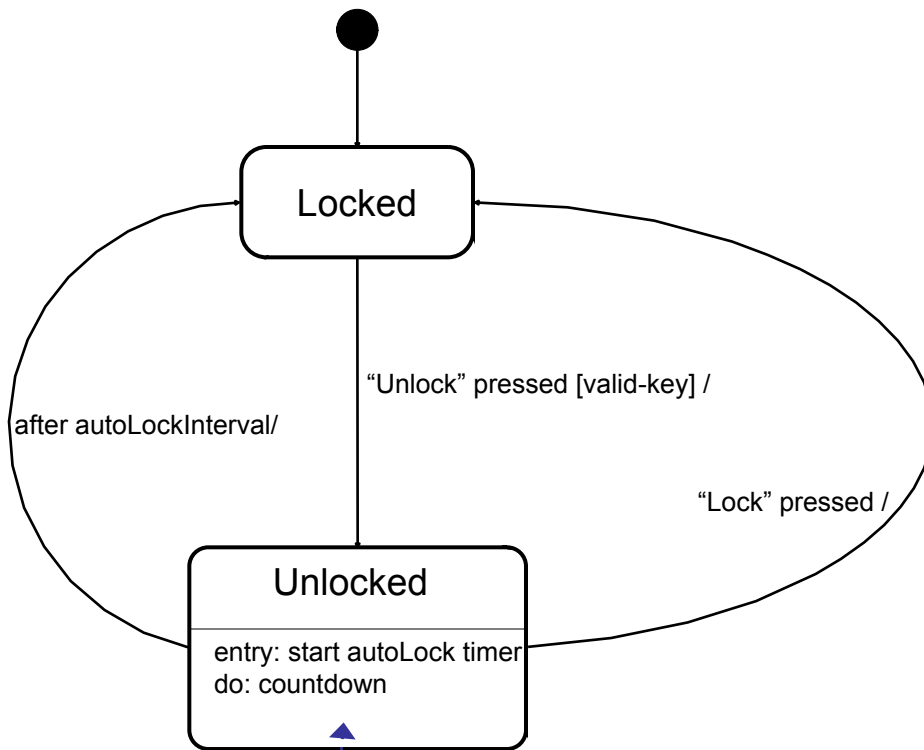 Locked
“Unlock” pressed [valid-key] /
after autoLockInterval/
“Lock” pressed /
Unlocked
entry: start autoLock timer
do: countdown